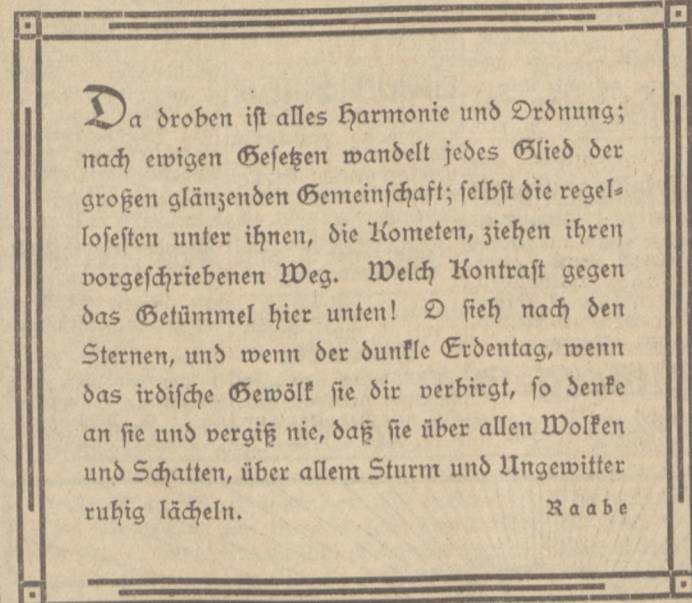 Da droben ist alles Harmonie und Ordnung;
nach ewigen Gesetzen wandelt jedes Glied der
großen glänzenden Gemeinschaft; selbst die regel-
losesten unter ihnen, die Kometen, ziehen ihren
vorgeschriebenen Weg. Welch Kontrast gegen
das Getümmel hier unten! O sieh nach den
Sternen, und wenn der dunkle Erdentag, wenn
das irdische Gewölk sie dir verbirgt, so denke
an sie und vergiß nie, daß sie über allen Wolken
und Schatten, über allem Sturm und Ungewitter
ruhig lächeln. Raabe